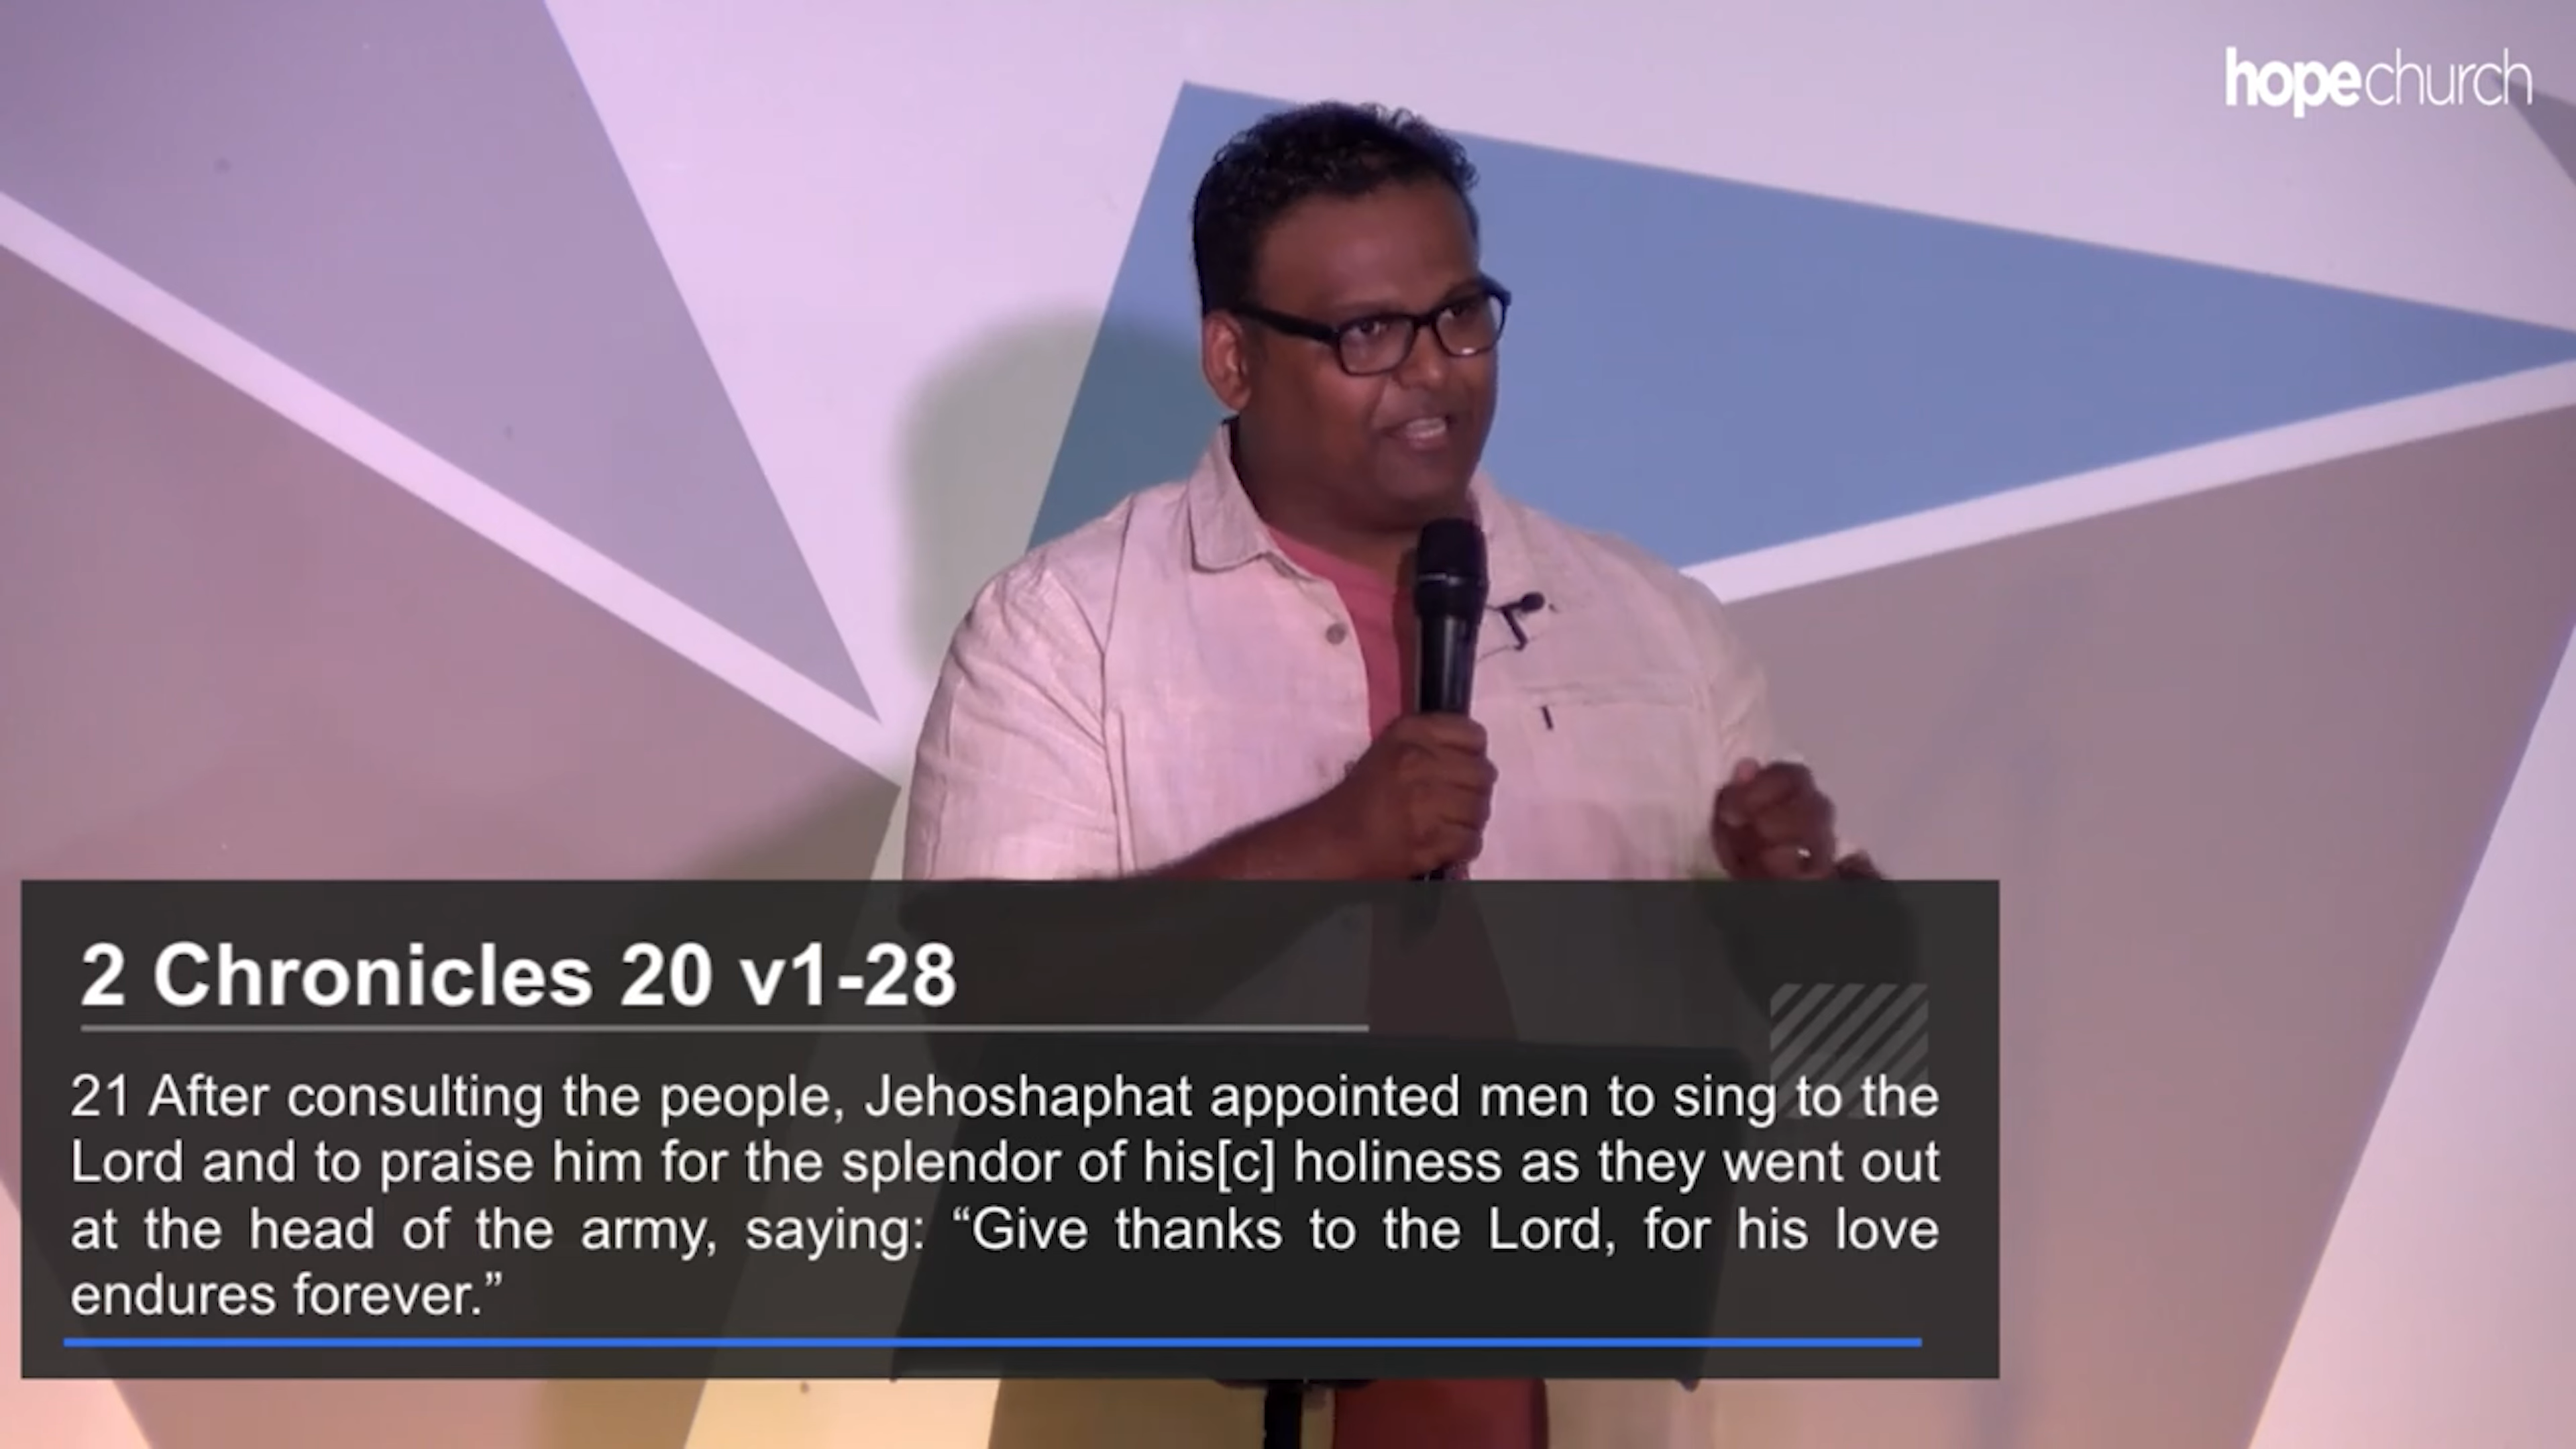 hopechurch
2 Chronicles 20 v1-28
21 After consulting the people, Jehoshaphat appointed men to sing to the
Lord and to praise him for the splendor of his[c] holiness as they went out
at the head of the army, saying: “Give thanks to the Lord, for his love
endures forever.”